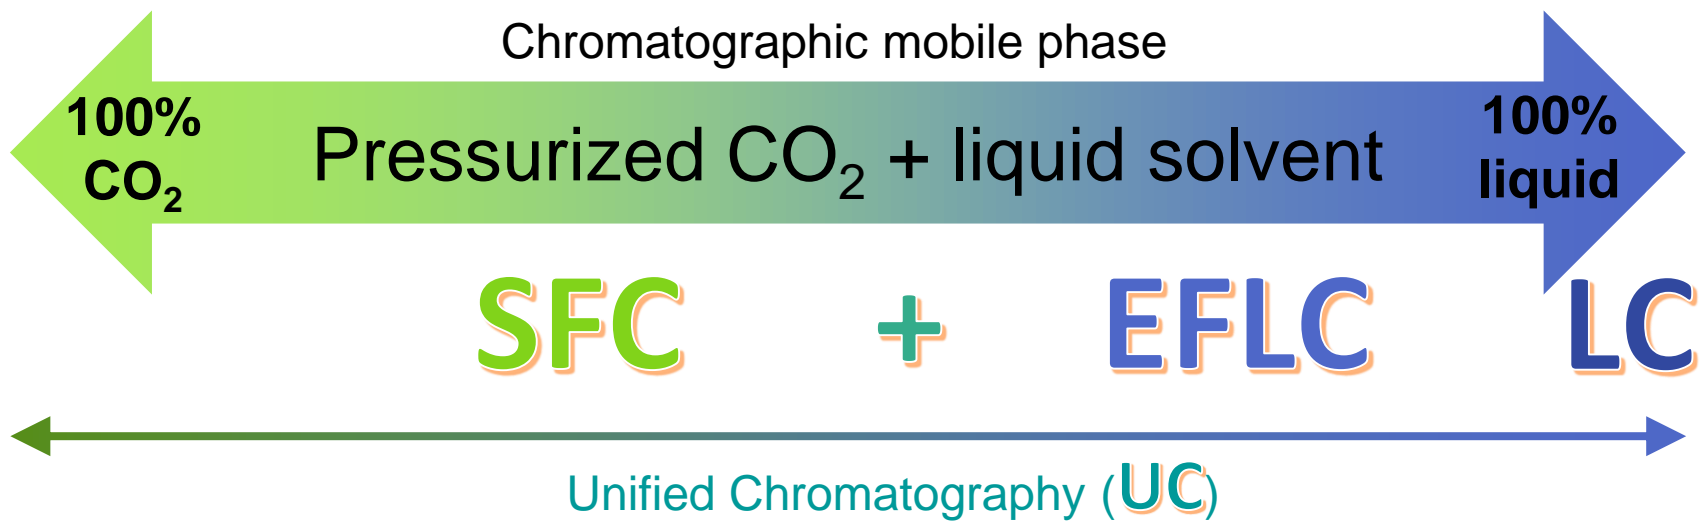 Chromatographic mobile phase
100% CO₂
Pressurized CO₂ + liquid solvent
100% liquid
SFC + EFLC LC
Unified Chromatography (UC)